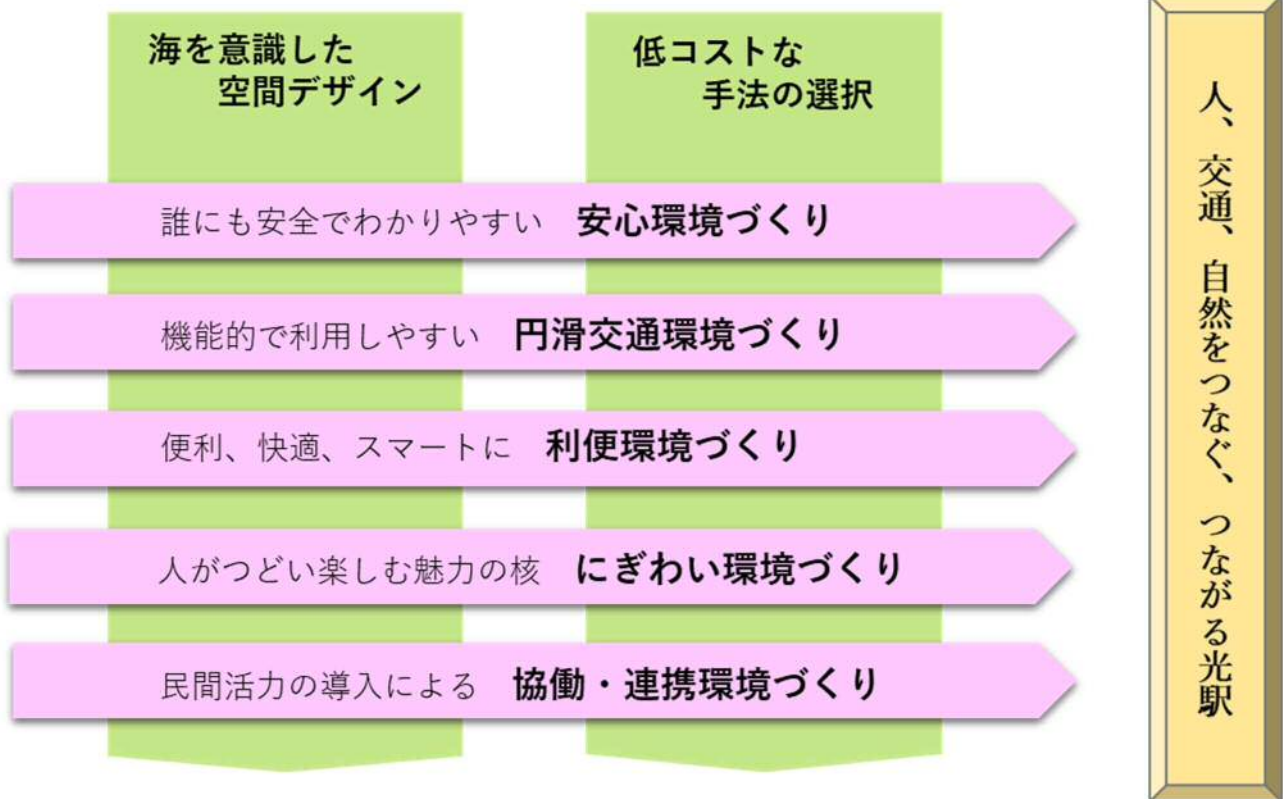 海を意識した
空間デザイン
低コストな
手法の選択
誰にも安全でわかりやすい 安心環境づくり
機能的で利用しやすい 円滑交通環境づくり
便利、快適、スマートに 利便環境づくり
人がつどい楽しむ魅力の核 にぎわい環境づくり
民間活力の導入による 協働・連携環境づくり
人、交通、自然をつなぐ、つながる光駅